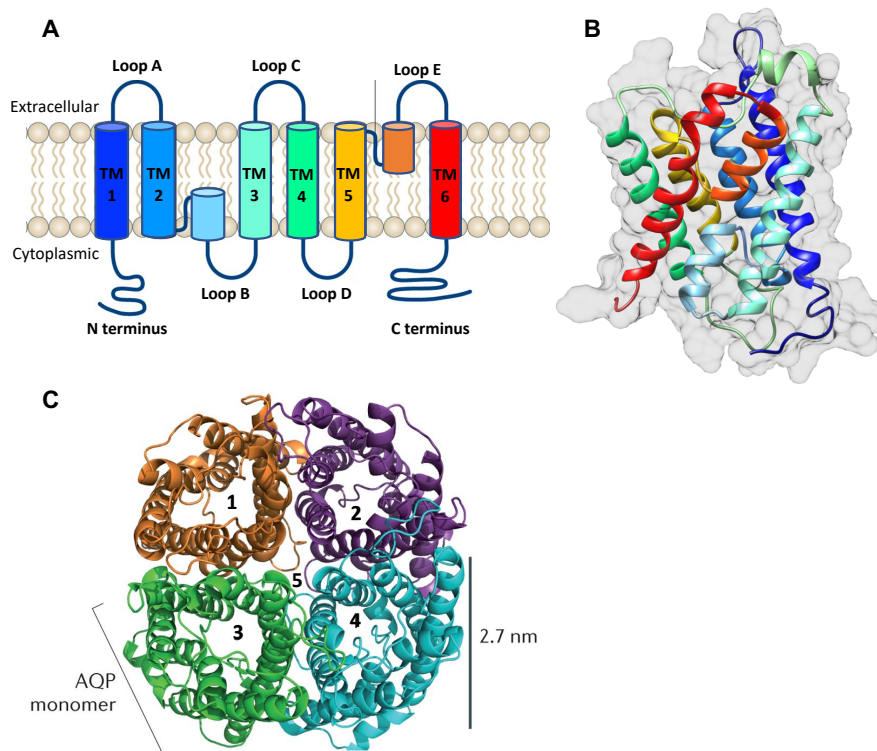 A
Loop A
Loop C
Loop E
Extracellular
TM
1
TM
2
TM
3
TM
4
TM
5
TM
6
Cytoplasmic
Loop B
Loop D
N terminus
C terminus
B
C
1
2
5
3
4
2.7 nm
AQP
monomer